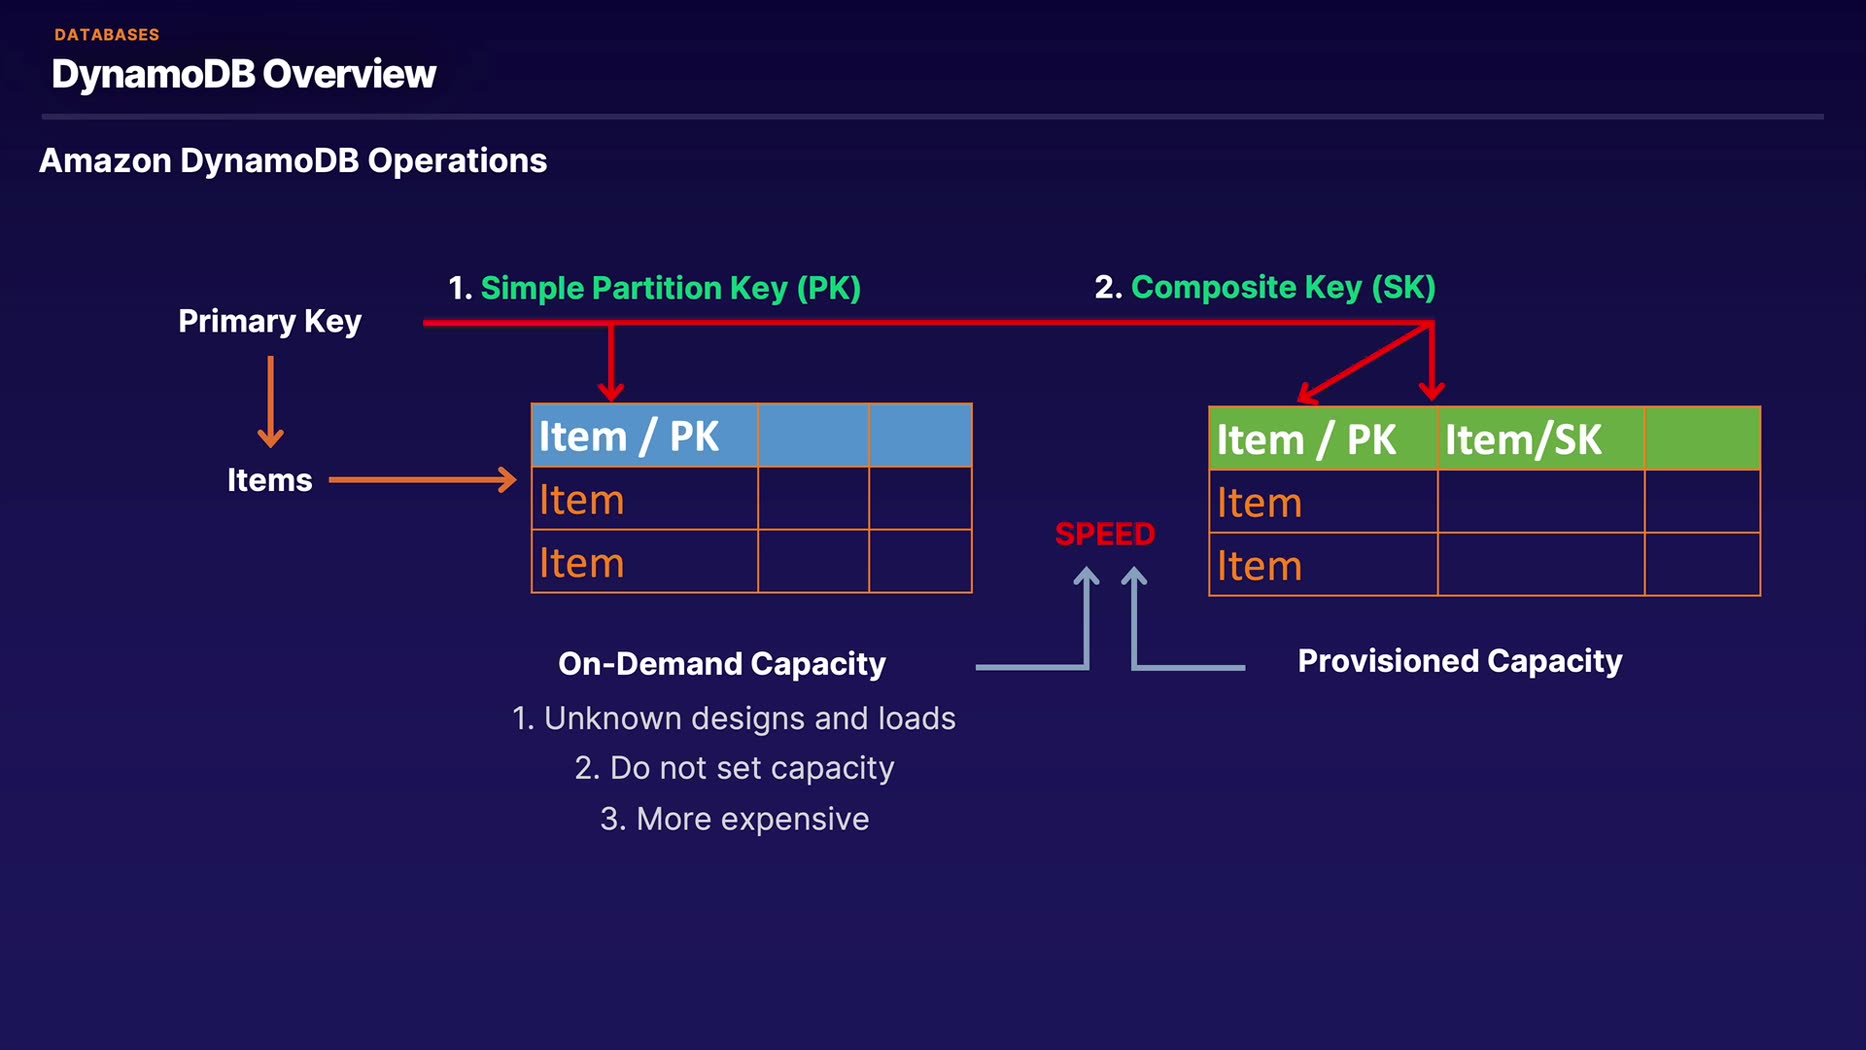 DATABASES
DynamoDB Overview
Amazon DynamoDB Operations
1. Simple Partition Key (PK)
2. Composite Key (SK)
Primary Key
Items
Item / PK
Item
Item
Item / PK Item/SK
Item
Item
SPEED
On-Demand Capacity
Provisioned Capacity
1. Unknown designs and loads
2. Do not set capacity
3. More expensive